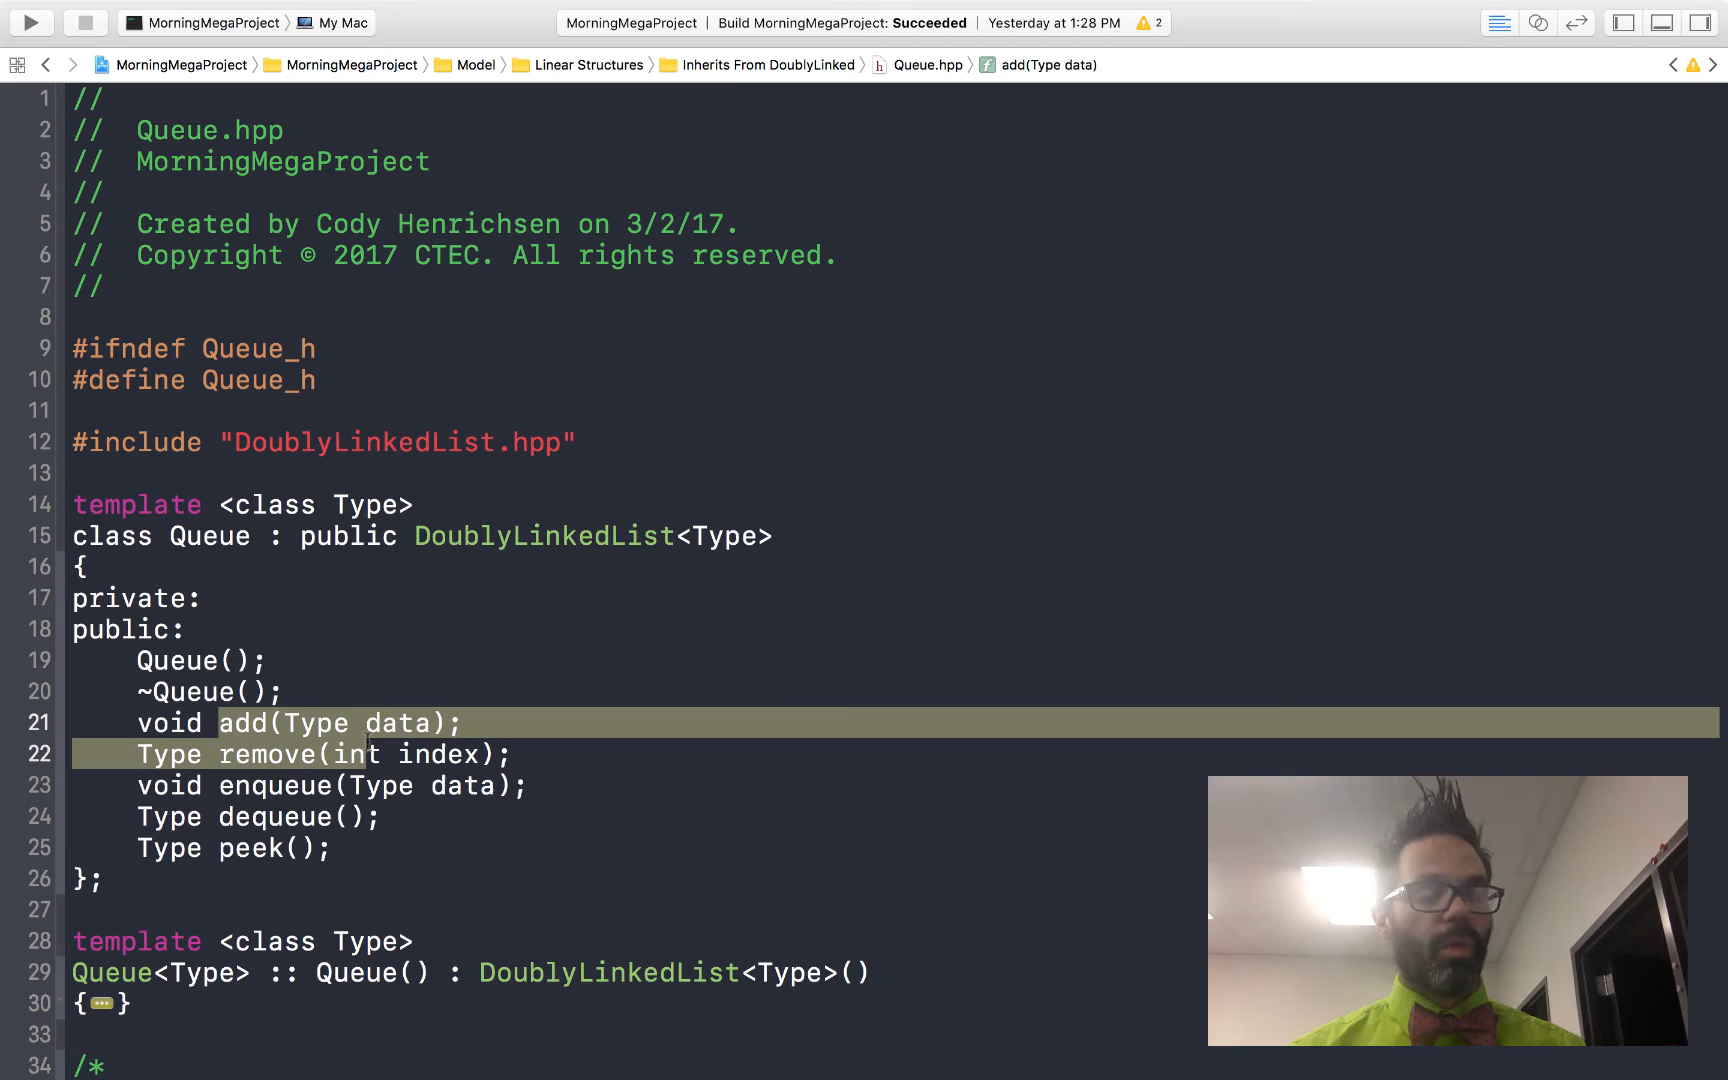 MorningMegaProject My Mac
MorningMegaProject | Build MorningMegaProject: Succeeded | Yesterday at 1:28 PM 2
MorningMegaProject MorningMegaProject Model Linear Structures Inherits From DoublyLinked h Queue.hpp f add(Type data)
1 //
2 //  Queue.hpp
3 //  MorningMegaProject
4 //
5 //  Created by Cody Henrichsen on 3/2/17.
6 //  Copyright © 2017 CTEC. All rights reserved.
7 //
8
9 #ifndef Queue_h
10 #define Queue_h
11
12 #include "DoublyLinkedList.hpp"
13
14 template <class Type>
15 class Queue : public DoublyLinkedList<Type>
16 {
17 private:
18 public:
19     Queue();
20     ~Queue();
21     void add(Type data);
22     Type remove(int index);
23     void enqueue(Type data);
24     Type dequeue();
25     Type peek();
26 };
27
28 template <class Type>
29 Queue<Type> :: Queue() : DoublyLinkedList<Type>()
30 {•••}
33
34 /*